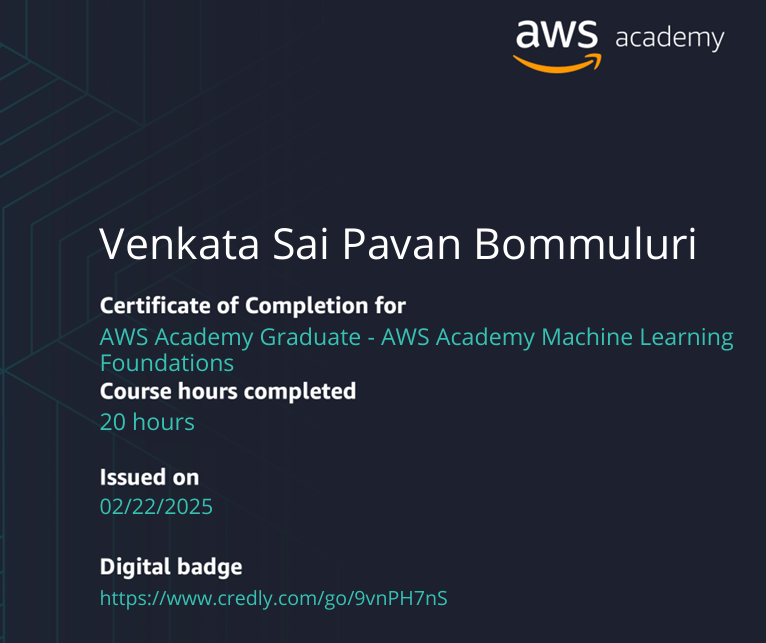 aws academy
Venkata Sai Pavan Bommuluri
Certificate of Completion for
AWS Academy Graduate - AWS Academy Machine Learning
Foundations
Course hours completed
20 hours
Issued on
02/22/2025
Digital badge
https://www.credly.com/go/9vnPH7nS